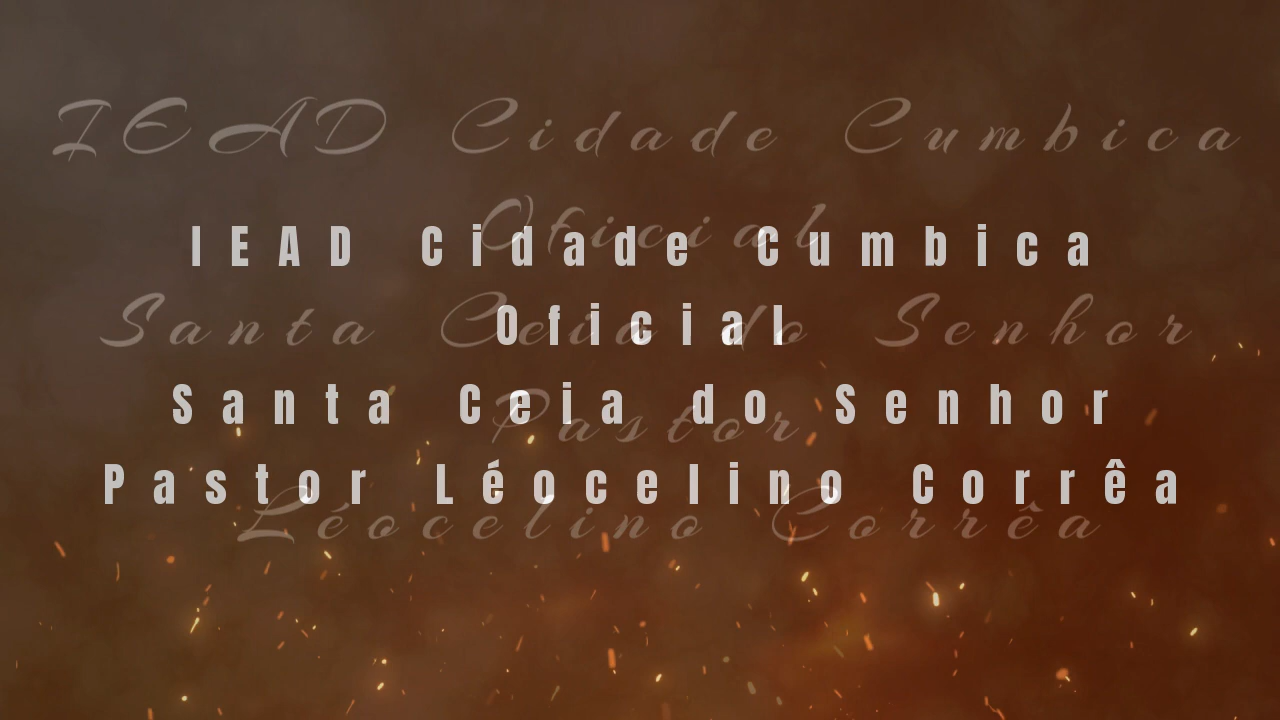 IEAD Cidade Cumbica
Oficial
IEAD Cidade Cumbica
Santa Ceia do Senhor
Oficial
Santa Ceia do Senhor
Pastor
Pastor Léocelino Corrêa
Léocelino Corrêa